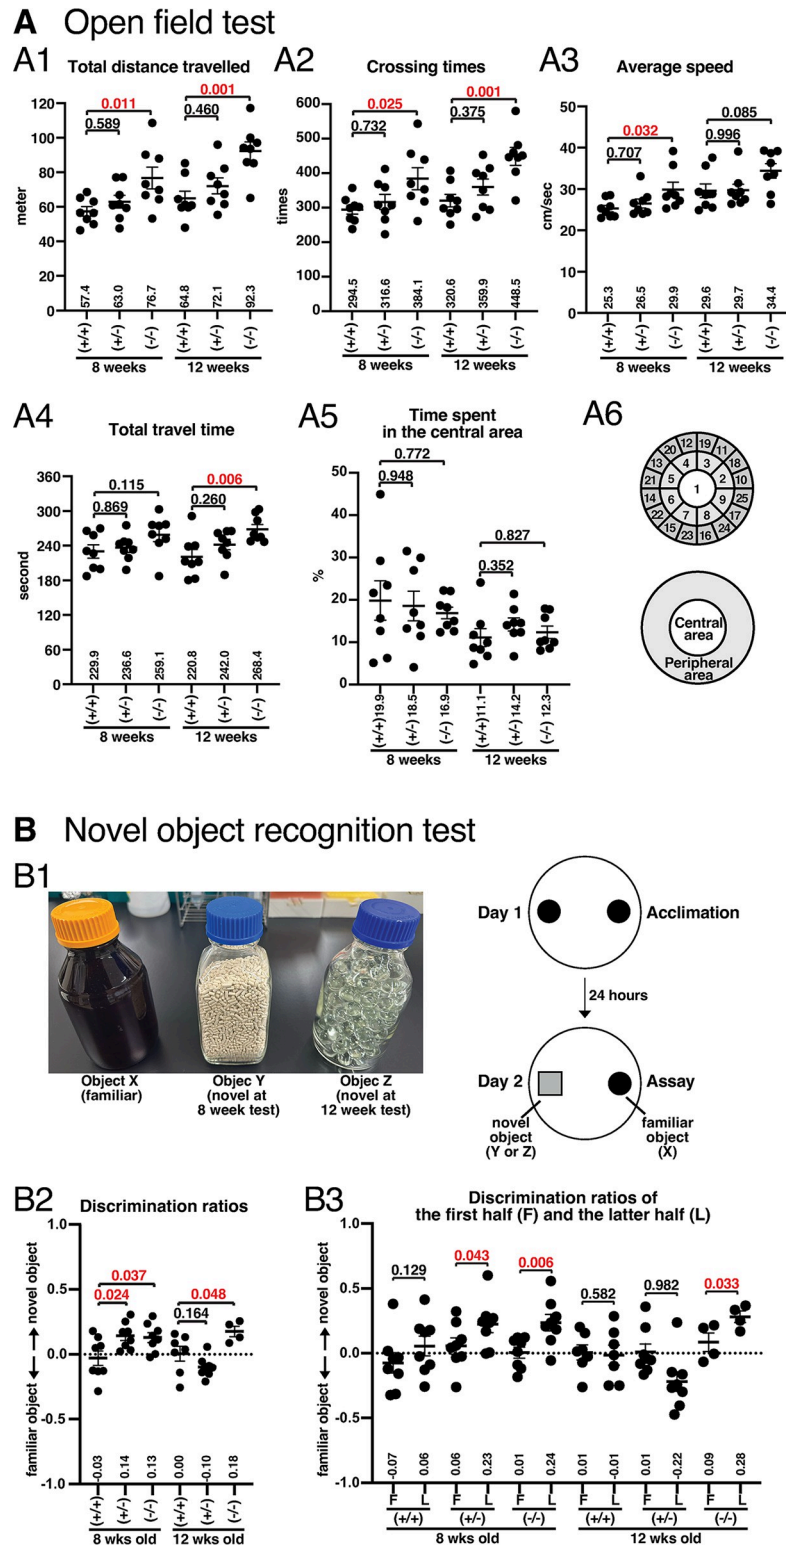 A Open field test
A1 Total distance travelled
meter
120
100
80
60
40
20
0
0.011
0.589
0.001
0.460
57.4
63.0
76.7
64.8
72.1
92.3
(+/+)
(+/-)
(-/-)
(+/+)
(+/-)
(-/-)
8 weeks
12 weeks
A2 Crossing times
times
600
500
400
300
200
100
0
0.025
0.732
0.001
0.375
294.5
316.6
384.1
320.6
359.9
448.5
(+/+)
(+/-)
(-/-)
(+/+)
(+/-)
(-/-)
8 weeks
12 weeks
A3 Average speed
cm/sec
50
40
30
20
10
0
0.032
0.707
0.085
0.996
25.3
26.5
29.9
29.6
29.7
34.4
(+/+)
(+/-)
(-/-)
(+/+)
(+/-)
(-/-)
8 weeks
12 weeks
A4 Total travel time
second
360
300
240
180
120
60
0
0.115
0.869
0.006
0.260
229.9
236.6
259.1
220.8
242.0
268.4
(+/+)
(+/-)
(-/-)
(+/+)
(+/-)
(-/-)
8 weeks
12 weeks
A5 Time spent
in the central area
%
50
40
30
20
10
0
0.772
0.948
0.827
0.352
(+/+)19.9
(+/-) 18.5
(-/-) 16.9
(+/+)11.1
(+/-) 14.2
(-/-) 12.3
8 weeks
12 weeks
A6
12 19
20 11
13 4 3 18
21 5 2 10
1
14 6 9 25
22 7 8 17
15 24
23 16
Central
area
Peripheral
area
B Novel object recognition test
B1
Object X
(familiar)
Objec Y
(novel at
8 week test)
Objec Z
(novel at
12 week test)
Day 1
Acclimation
24 hours
Day 2
Assay
novel
object
(Y or Z)
familiar
object
(X)
B2 Discrimination ratios
familiar object
novel object
1.0
0.5
0.0
-0.5
-1.0
0.037
0.024
0.048
0.164
-0.03
0.14
0.13
0.00
-0.10
0.18
(+/+)
(+/-)
(-/-)
(+/+)
(+/-)
(-/-)
8 wks old
12 wks old
B3 Discrimination ratios of
the first half (F) and the latter half (L)
familiar object
novel object
1.0
0.5
0.0
-0.5
-1.0
0.129
0.043
0.006
0.582
0.982
0.033
-0.07
0.06
0.06
0.23
0.01
0.24
0.01
-0.01
0.01
-0.22
0.09
0.28
F L F L F L F L F L F L
(+/+) (+/-) (-/-) (+/+) (+/-) (-/-)
8 wks old
12 wks old